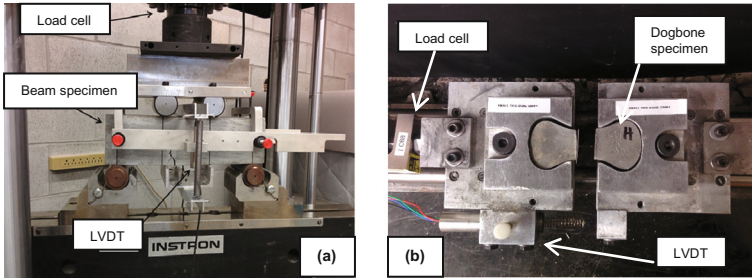 Load cell
Beam specimen
LVDT
INSTRON
(a)
Load cell
Dogbone
specimen
H
LVDT
(b)